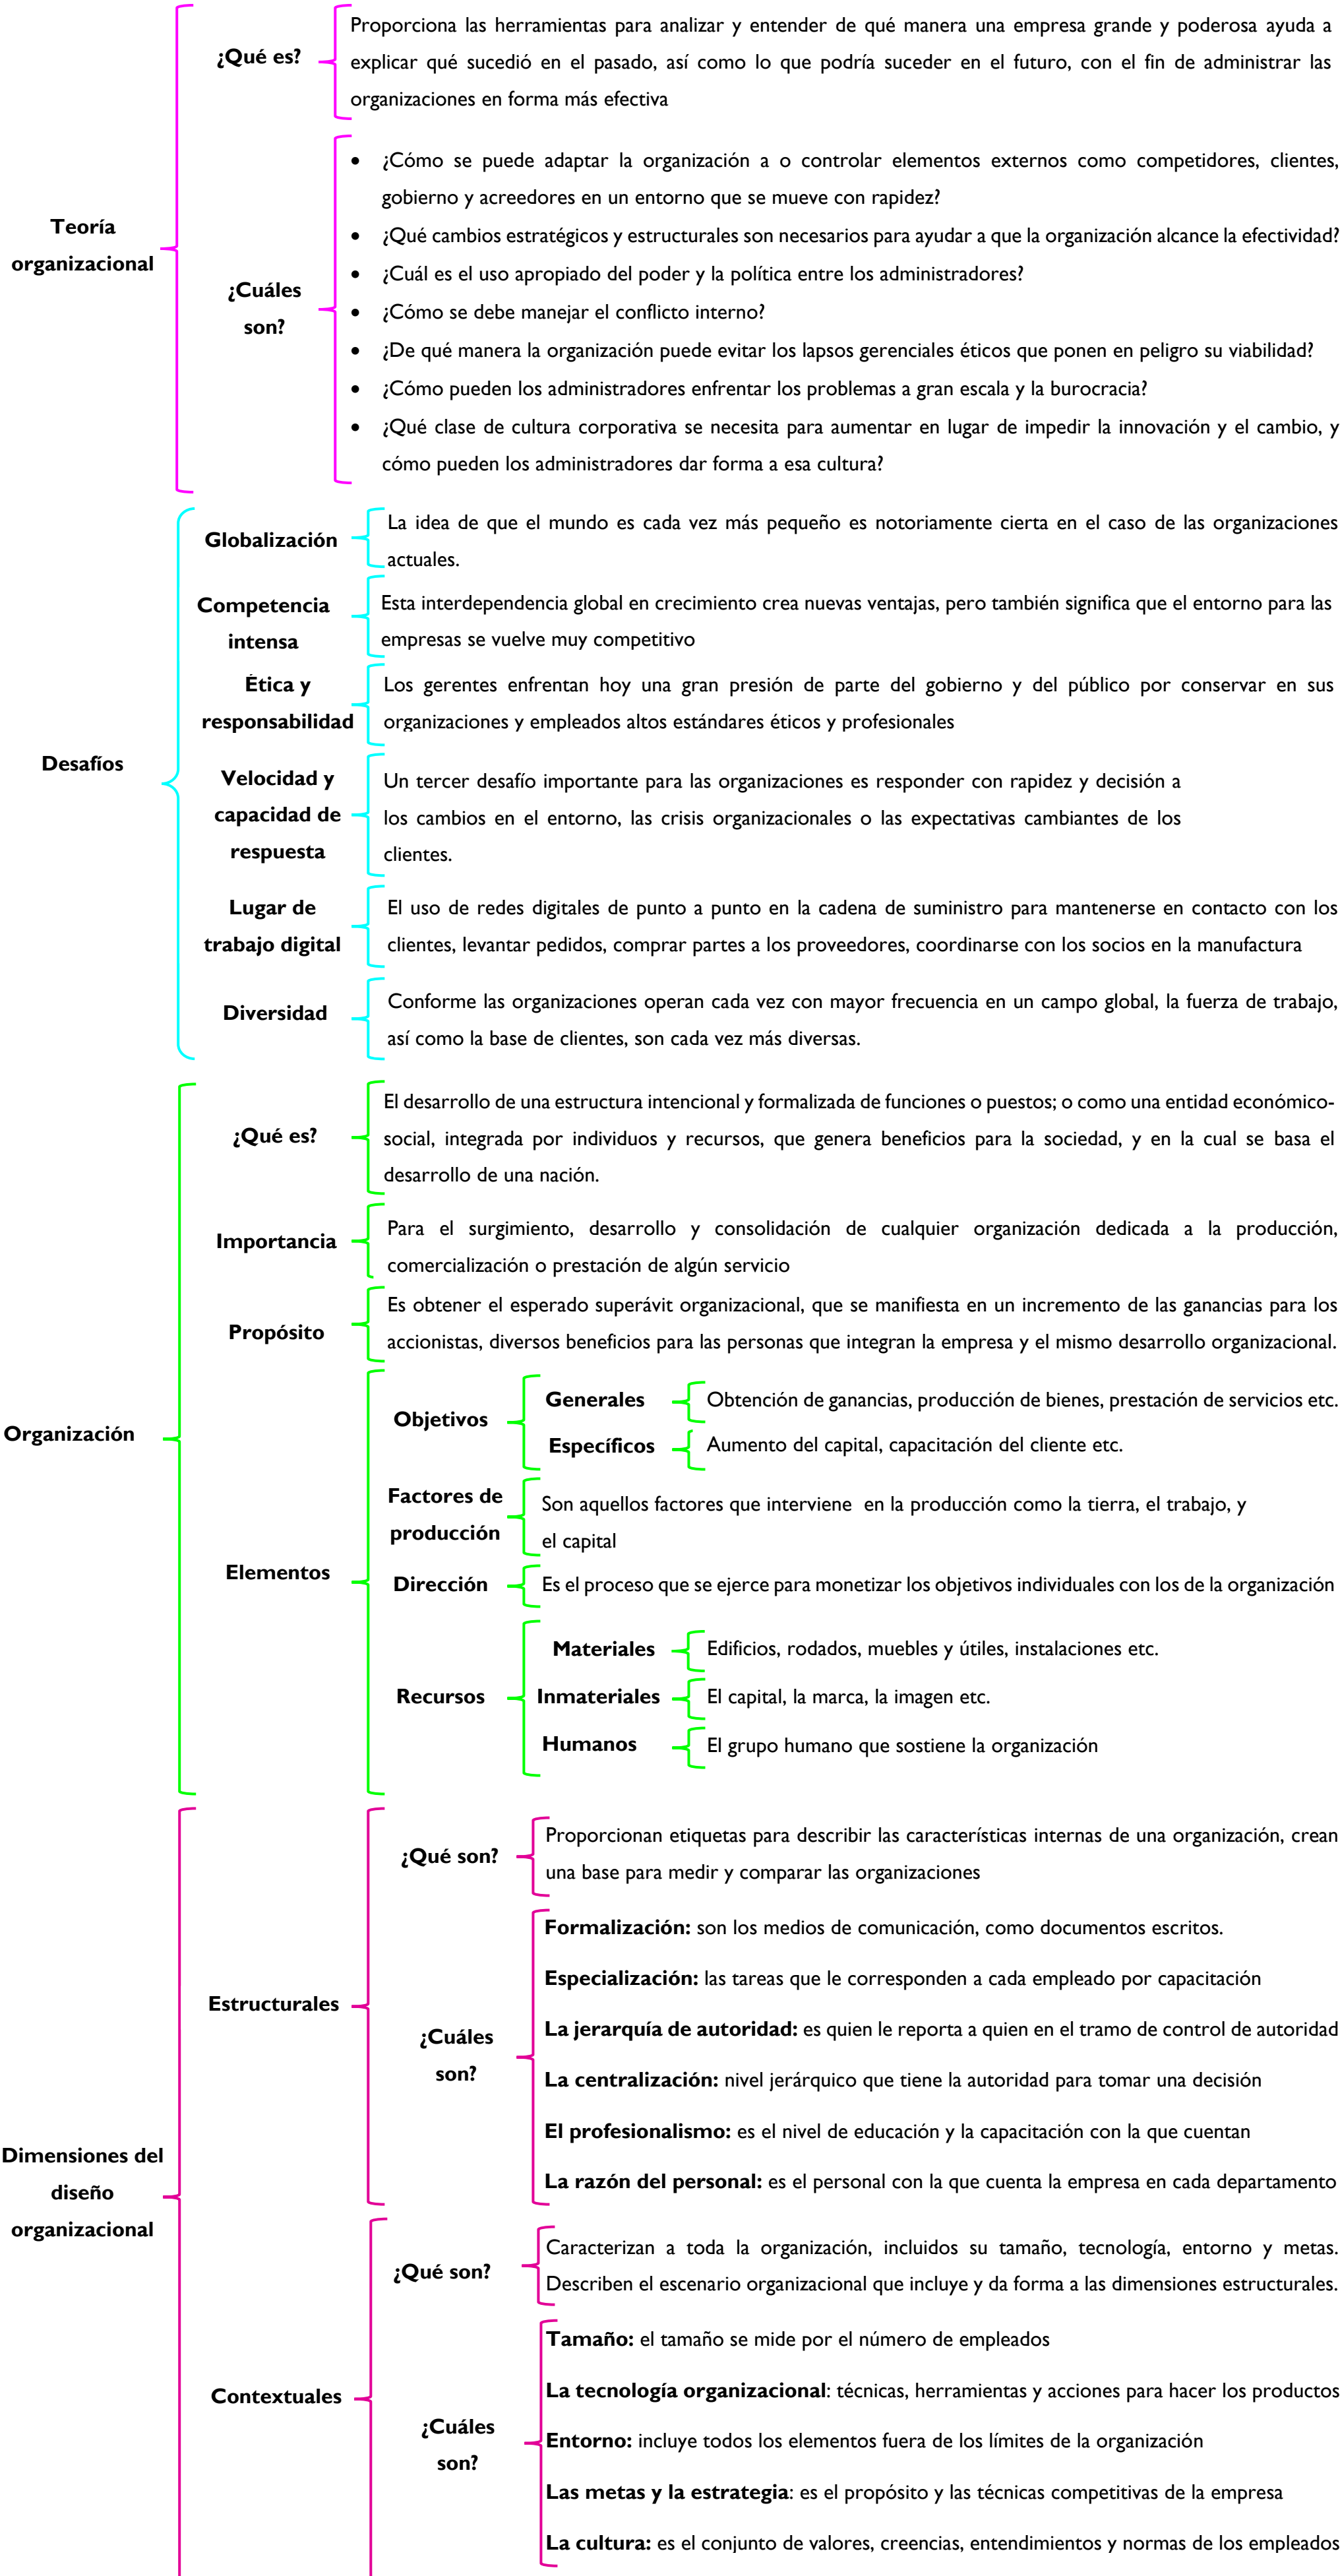 Teoría
organizacional
¿Qué es?
Proporciona las herramientas para analizar y entender de qué manera una empresa grande y poderosa ayuda a
explicar qué sucedió en el pasado, así como lo que podría suceder en el futuro, con el fin de administrar las
organizaciones en forma más efectiva
¿Cuáles
son?
• ¿Cómo se puede adaptar la organización a o controlar elementos externos como competidores, clientes,
gobierno y acreedores en un entorno que se mueve con rapidez?
• ¿Qué cambios estratégicos y estructurales son necesarios para ayudar a que la organización alcance la efectividad?
• ¿Cuál es el uso apropiado del poder y la política entre los administradores?
• ¿Cómo se debe manejar el conflicto interno?
• ¿De qué manera la organización puede evitar los lapsos gerenciales éticos que ponen en peligro su viabilidad?
• ¿Cómo pueden los administradores enfrentar los problemas a gran escala y la burocracia?
• ¿Qué clase de cultura corporativa se necesita para aumentar en lugar de impedir la innovación y el cambio, y
cómo pueden los administradores dar forma a esa cultura?
Desafíos
Globalización
La idea de que el mundo es cada vez más pequeño es notoriamente cierta en el caso de las organizaciones
actuales.
Competencia
intensa
Esta interdependencia global en crecimiento crea nuevas ventajas, pero también significa que el entorno para las
empresas se vuelve muy competitivo
Ética y
responsabilidad
Los gerentes enfrentan hoy una gran presión de parte del gobierno y del público por conservar en sus
organizaciones y empleados altos estándares éticos y profesionales
Velocidad y
capacidad de
respuesta
Un tercer desafío importante para las organizaciones es responder con rapidez y decisión a
los cambios en el entorno, las crisis organizacionales o las expectativas cambiantes de los
clientes.
Lugar de
trabajo digital
El uso de redes digitales de punto a punto en la cadena de suministro para mantenerse en contacto con los
clientes, levantar pedidos, comprar partes a los proveedores, coordinarse con los socios en la manufactura
Diversidad
Conforme las organizaciones operan cada vez con mayor frecuencia en un campo global, la fuerza de trabajo,
así como la base de clientes, son cada vez más diversas.
Organización
¿Qué es?
El desarrollo de una estructura intencional y formalizada de funciones o puestos; o como una entidad económico-
social, integrada por individuos y recursos, que genera beneficios para la sociedad, y en la cual se basa el
desarrollo de una nación.
Importancia
Para el surgimiento, desarrollo y consolidación de cualquier organización dedicada a la producción,
comercialización o prestación de algún servicio
Propósito
Es obtener el esperado superávit organizacional, que se manifiesta en un incremento de las ganancias para los
accionistas, diversos beneficios para las personas que integran la empresa y el mismo desarrollo organizacional.
Elementos
Objetivos
Generales
Obtención de ganancias, producción de bienes, prestación de servicios etc.
Específicos
Aumento del capital, capacitación del cliente etc.
Factores de
producción
Son aquellos factores que interviene en la producción como la tierra, el trabajo, y
el capital
Dirección
Es el proceso que se ejerce para monetizar los objetivos individuales con los de la organización
Recursos
Materiales
Edificios, rodados, muebles y útiles, instalaciones etc.
Inmateriales
El capital, la marca, la imagen etc.
Humanos
El grupo humano que sostiene la organización
Dimensiones del
diseño
organizacional
Estructurales
¿Qué son?
Proporcionan etiquetas para describir las características internas de una organización, crean
una base para medir y comparar las organizaciones
¿Cuáles
son?
Formalización: son los medios de comunicación, como documentos escritos.
Especialización: las tareas que le corresponden a cada empleado por capacitación
La jerarquía de autoridad: es quien le reporta a quien en el tramo de control de autoridad
La centralización: nivel jerárquico que tiene la autoridad para tomar una decisión
El profesionalismo: es el nivel de educación y la capacitación con la que cuentan
La razón del personal: es el personal con la que cuenta la empresa en cada departamento
Contextuales
¿Qué son?
Caracterizan a toda la organización, incluidos su tamaño, tecnología, entorno y metas.
Describen el escenario organizacional que incluye y da forma a las dimensiones estructurales.
¿Cuáles
son?
Tamaño: el tamaño se mide por el número de empleados
La tecnología organizacional: técnicas, herramientas y acciones para hacer los productos
Entorno: incluye todos los elementos fuera de los límites de la organización
Las metas y la estrategia: es el propósito y las técnicas competitivas de la empresa
La cultura: es el conjunto de valores, creencias, entendimientos y normas de los empleados